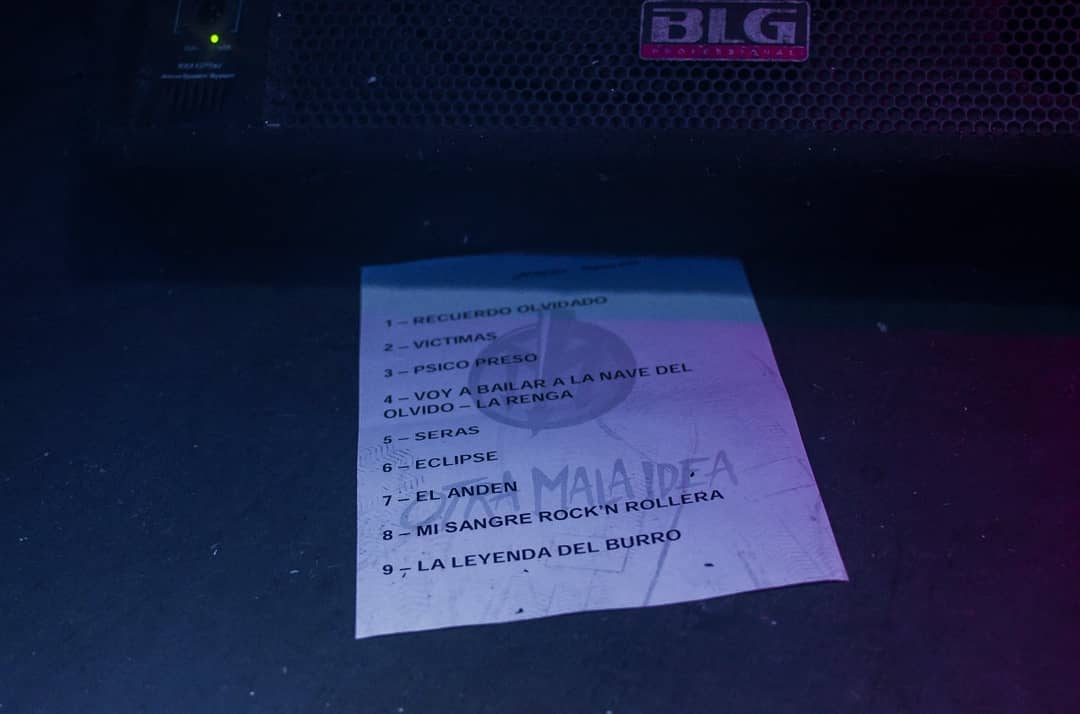 BLG
PROFESSIONAL
1 – RECUERDO OLVIDADO
2 – VICTIMAS
3 – PSICO PRESO
4 – VOY A BAILAR A LA NAVE DEL
OLVIDO – LA RENGA
5 – SERAS
6 – ECLIPSE
7 – EL ANDEN
OTRA MALA IDEA
8 – MI SANGRE ROCK'N ROLLERA
9 – LA LEYENDA DEL BURRO